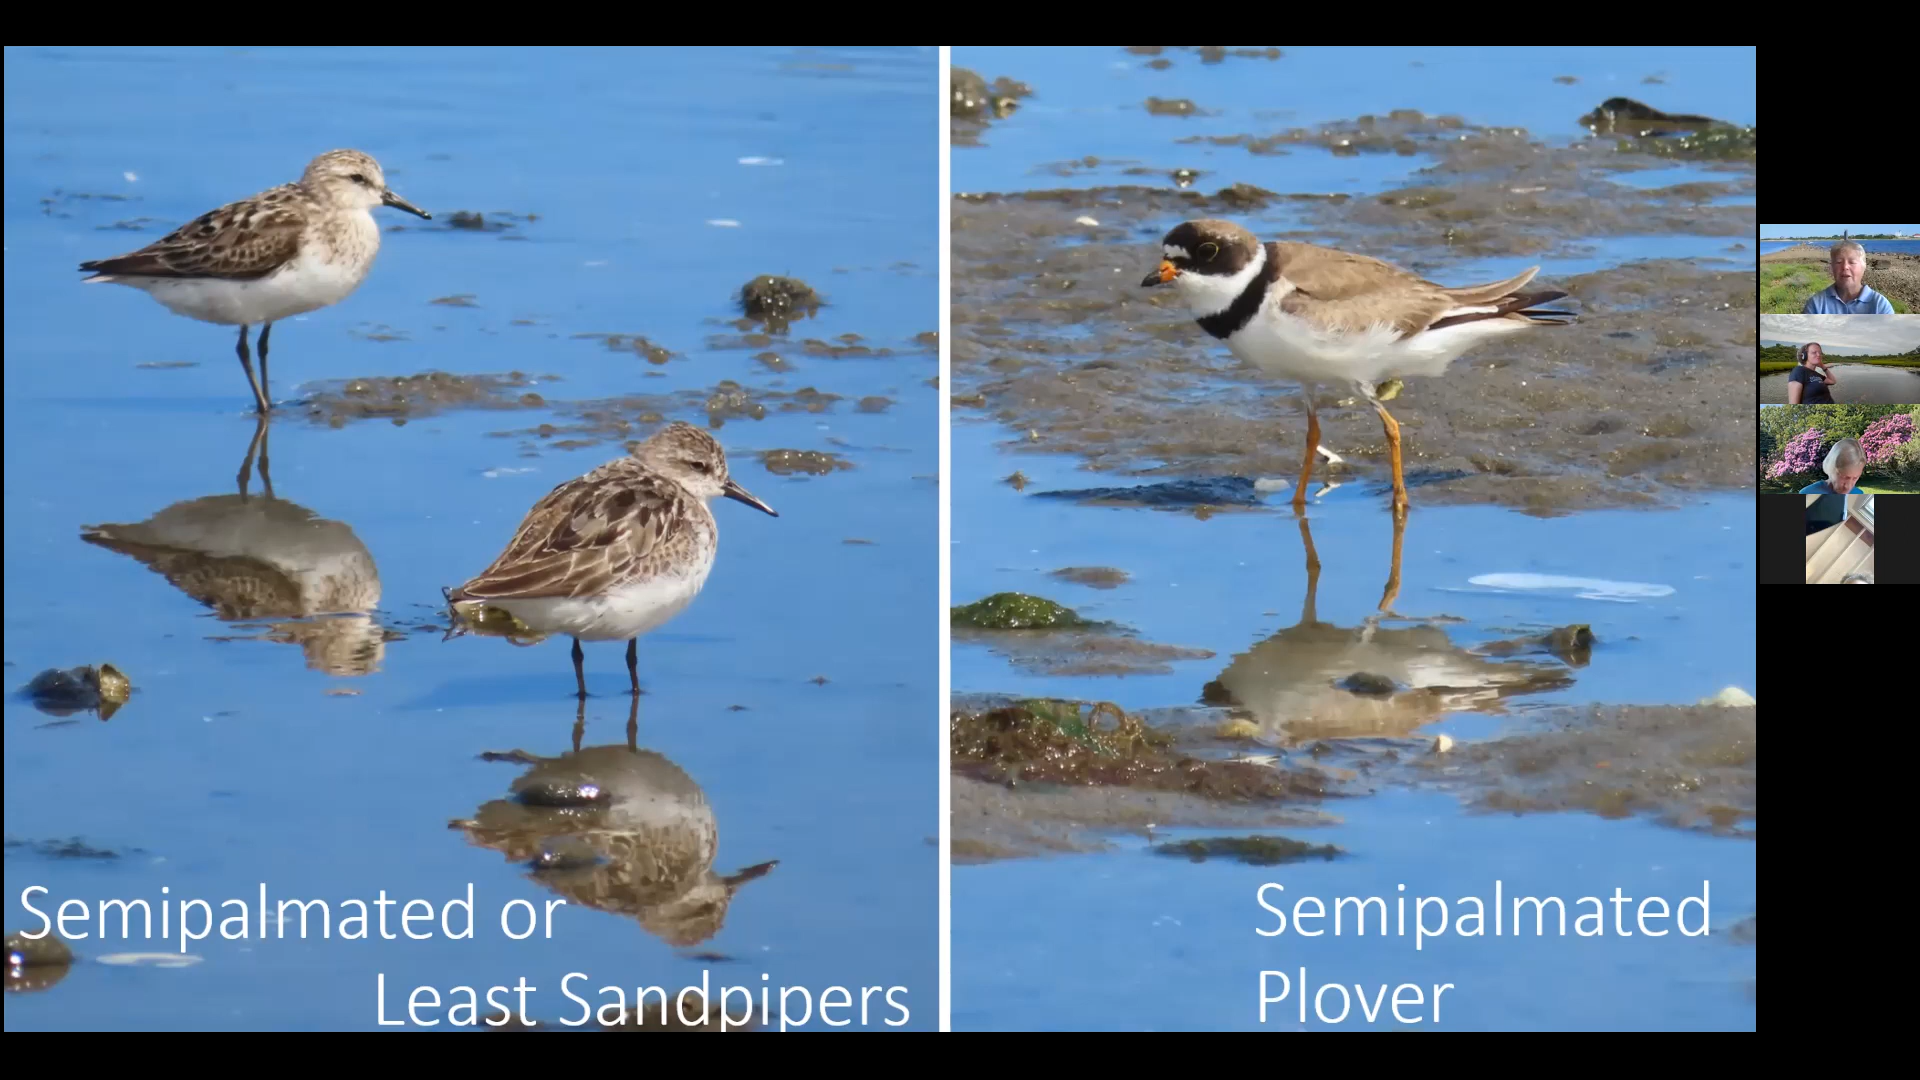 Semipalmated or
Least Sandpipers
Semipalmated
Plover